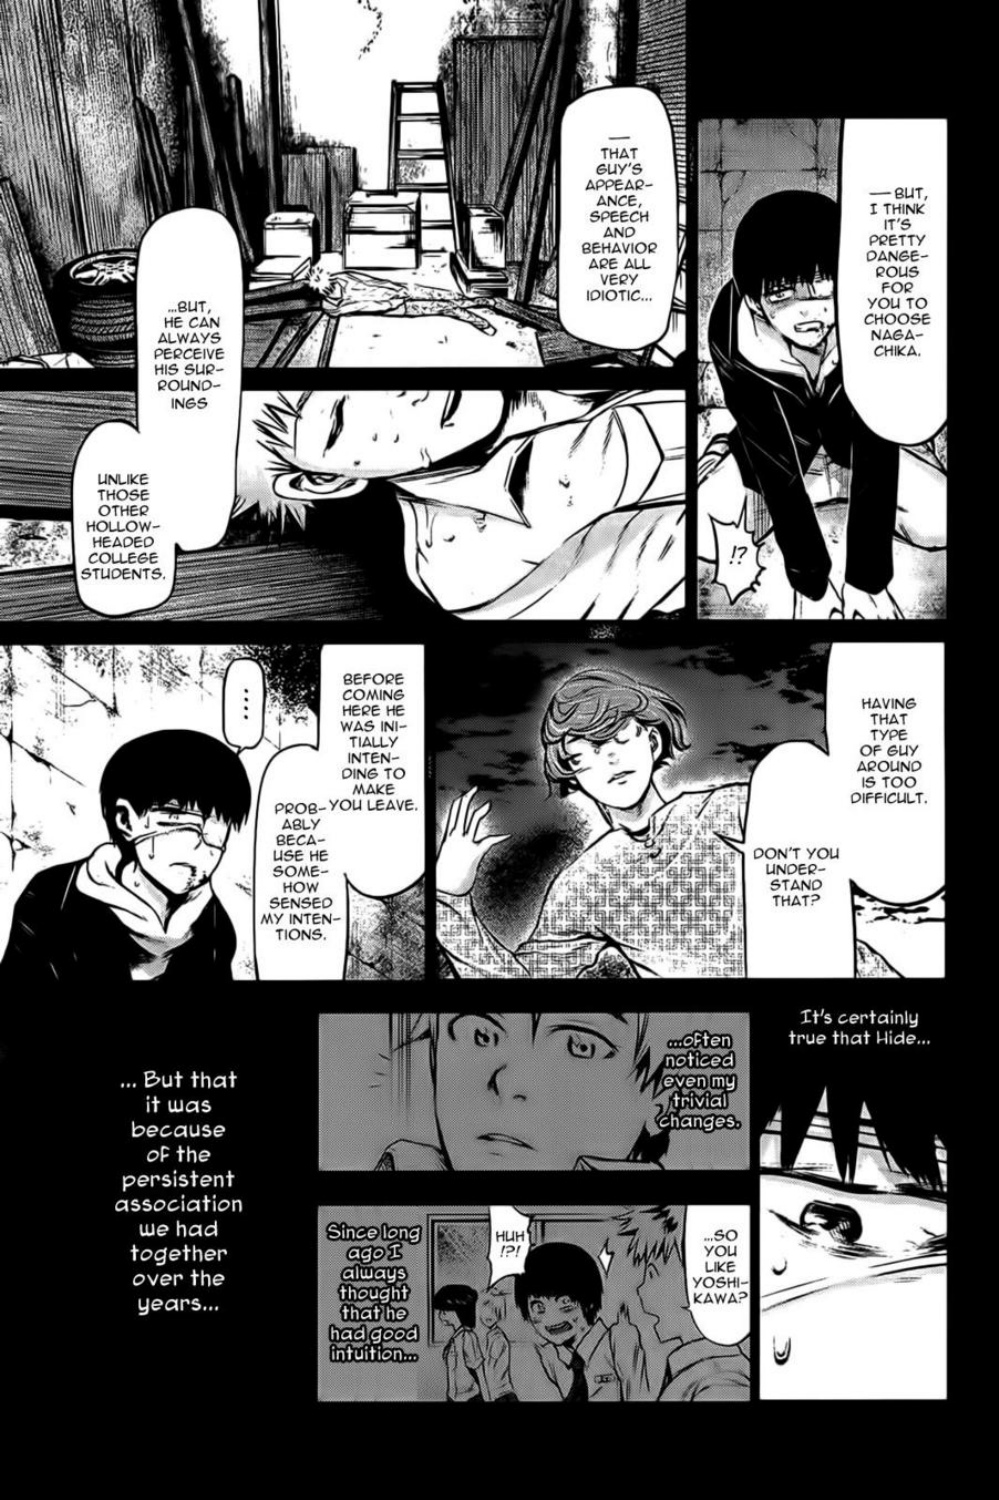 — BUT,
I THINK
IT'S
PRETTY
DANGE-
ROUS
FOR
YOU TO
CHOOSE
NAGA-
CHIKA.
!?
—
THAT
GUY'S
APPEAR-
ANCE,
SPEECH
AND
BEHAVIOR
ARE ALL
VERY
IDIOTIC...
...BUT,
HE CAN
ALWAYS
PERCEIVE
HIS SUR-
ROUND-
INGS
UNLIKE
THOSE
OTHER
HOLLOW-
HEADED
COLLEGE
STUDENTS.
HAVING
THAT
TYPE
OF GUY
AROUND
IS TOO
DIFFICULT.
DON'T YOU
UNDER-
STAND
THAT?
BEFORE
COMING
HERE HE
WAS INI-
TIALLY
INTEN-
DING TO
MAKE
YOU LEAVE.
PROB-
ABLY
BECA-
USE HE
SOME-
HOW
SENSED
MY INTEN-
TIONS.
....
It's certainly
true that Hide...
...often
noticed
even my
trivial
changes.
...SO
YOU
LIKE
YOSHI-
KAWA?
HUH
!?!
Since long
ago I
always
thought
that he
had good
intuition...
... But that
it was
because
of the
persistent
association
we had
together
over the
years...